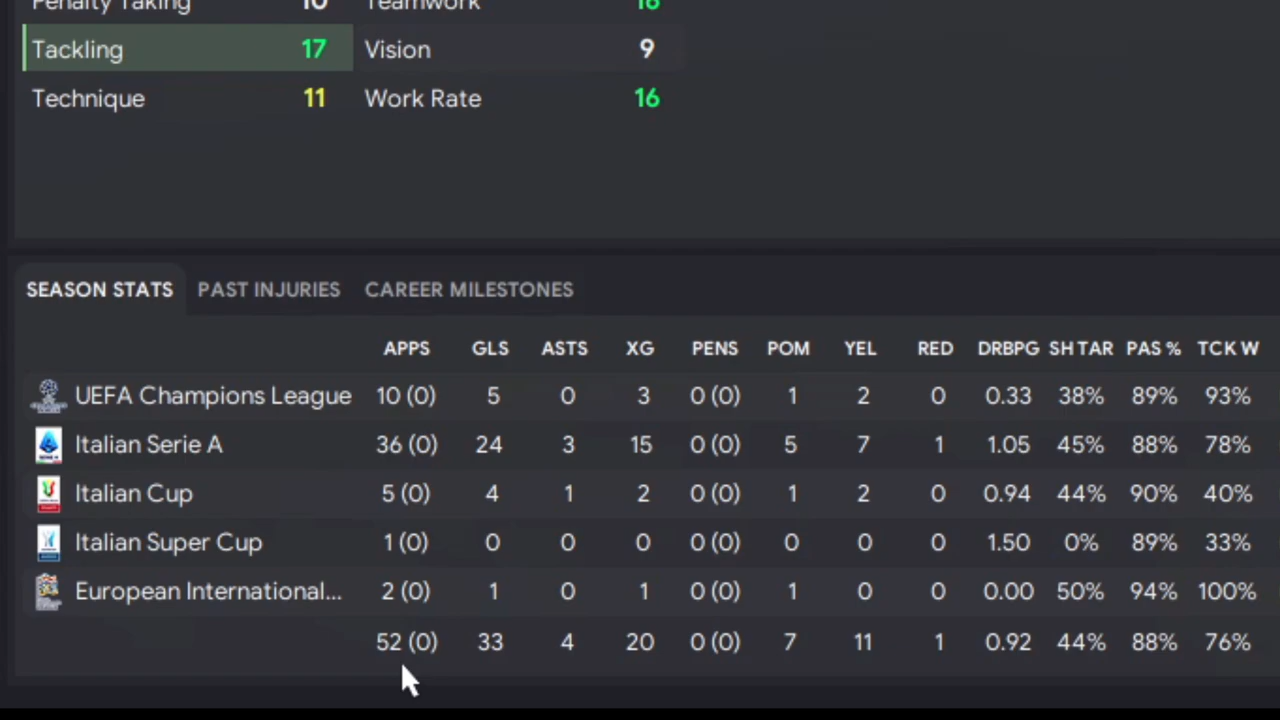 Penalty Taking 10 Teamwork 16
Tackling 17 Vision 9
Technique 11 Work Rate 16
SEASON STATS PAST INJURIES CAREER MILESTONES
APPS GLS ASTS XG PENS POM YEL RED DRBPG SH TAR PAS % TCK W
UEFA Champions League 10 (0) 5 0 3 0 (0) 1 2 0 0.33 38% 89% 93%
Italian Serie A 36 (0) 24 3 15 0 (0) 5 7 1 1.05 45% 88% 78%
Italian Cup 5 (0) 4 1 2 0 (0) 1 2 0 0.94 44% 90% 40%
Italian Super Cup 1 (0) 0 0 0 0 (0) 0 0 0 1.50 0% 89% 33%
European International... 2 (0) 1 0 1 0 (0) 1 0 0 0.00 50% 94% 100%
52 (0) 33 4 20 0 (0) 7 11 1 0.92 44% 88% 76%